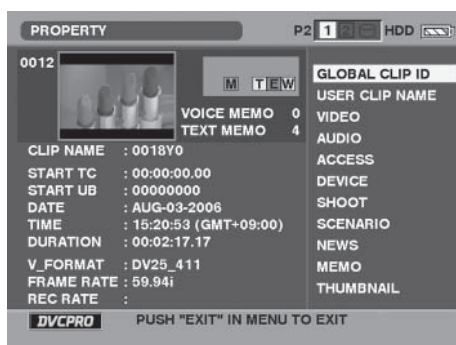 PROPERTY P2 1 2 HDD
0012
M T E W
VOICE MEMO 0
TEXT MEMO 4
CLIP NAME : 0018Y0
START TC : 00:00:00.00
START UB : 00000000
DATE : AUG-03-2006
TIME : 15:20:53 (GMT+09:00)
DURATION : 00:02:17.17
V_FORMAT : DV25_411
FRAME RATE : 59.94i
REC RATE :
GLOBAL CLIP ID
USER CLIP NAME
VIDEO
AUDIO
ACCESS
DEVICE
SHOOT
SCENARIO
NEWS
MEMO
THUMBNAIL
DVCPRO PUSH "EXIT" IN MENU TO EXIT